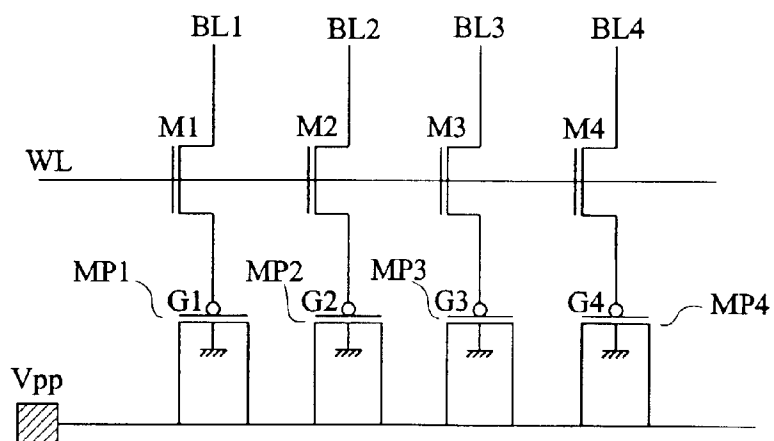 BL1 BL2 BL3 BL4
M1 M2 M3 M4
WL
MP1 MP2 MP3
G1 G2 G3 G4 MP4
Vpp